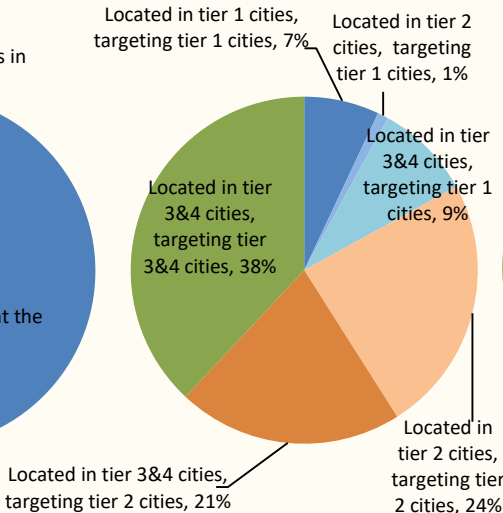 Located in tier 1 cities,
targeting tier 1 cities, 7%
Located in tier 2
cities, targeting
tier 1 cities, 1%
s in
Located in tier
3&4 cities,
targeting tier 1
cities, 9%
Located in tier
3&4 cities,
targeting tier
3&4 cities, 38%
at the
Located in
tier 2 cities,
targeting tier
2 cities, 24%
Located in tier 3&4 cities,
targeting tier 2 cities, 21%